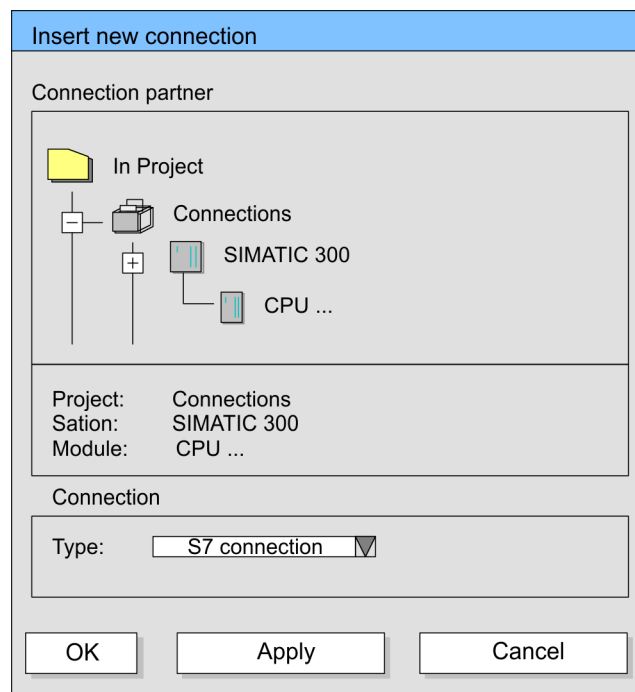 Insert new connection
Connection partner
In Project
Connections
SIMATIC 300
CPU ...
Project: Connections
Sation: SIMATIC 300
Module: CPU ...
Connection
Type: S7 connection
OK Apply Cancel